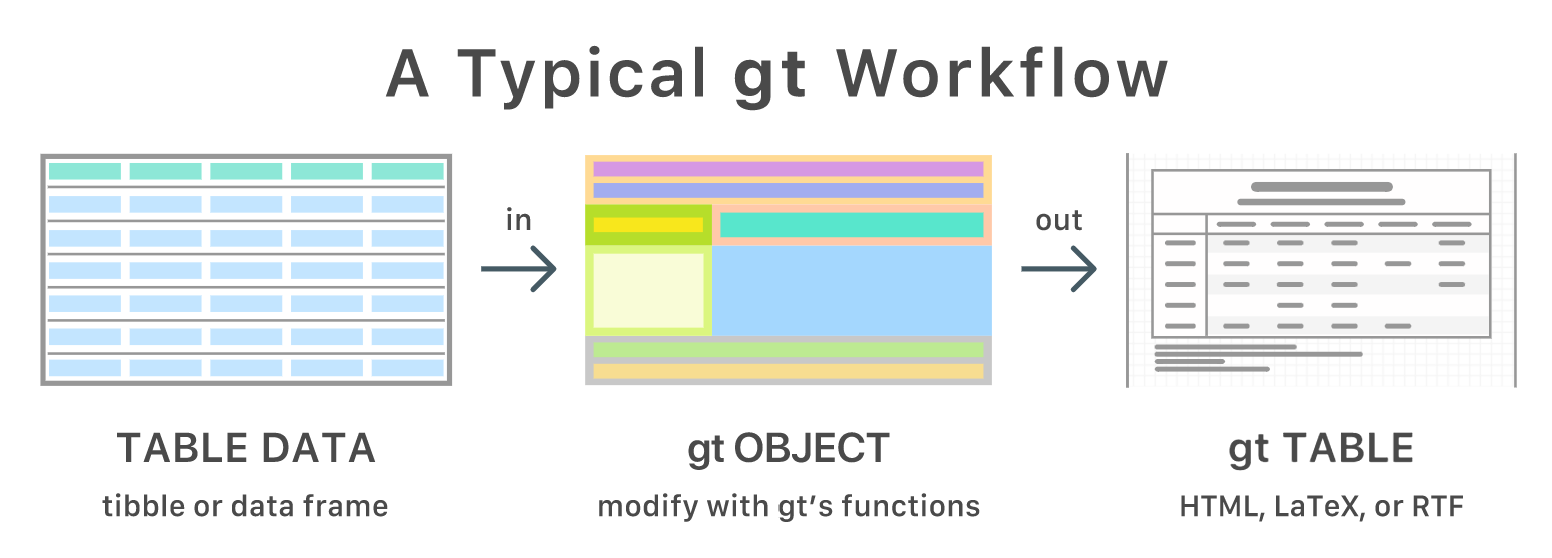 A Typical gt Workflow
in
out
TABLE DATA
gt OBJECT
gt TABLE
tibble or data frame
modify with gt's functions
HTML, LaTeX, or RTF